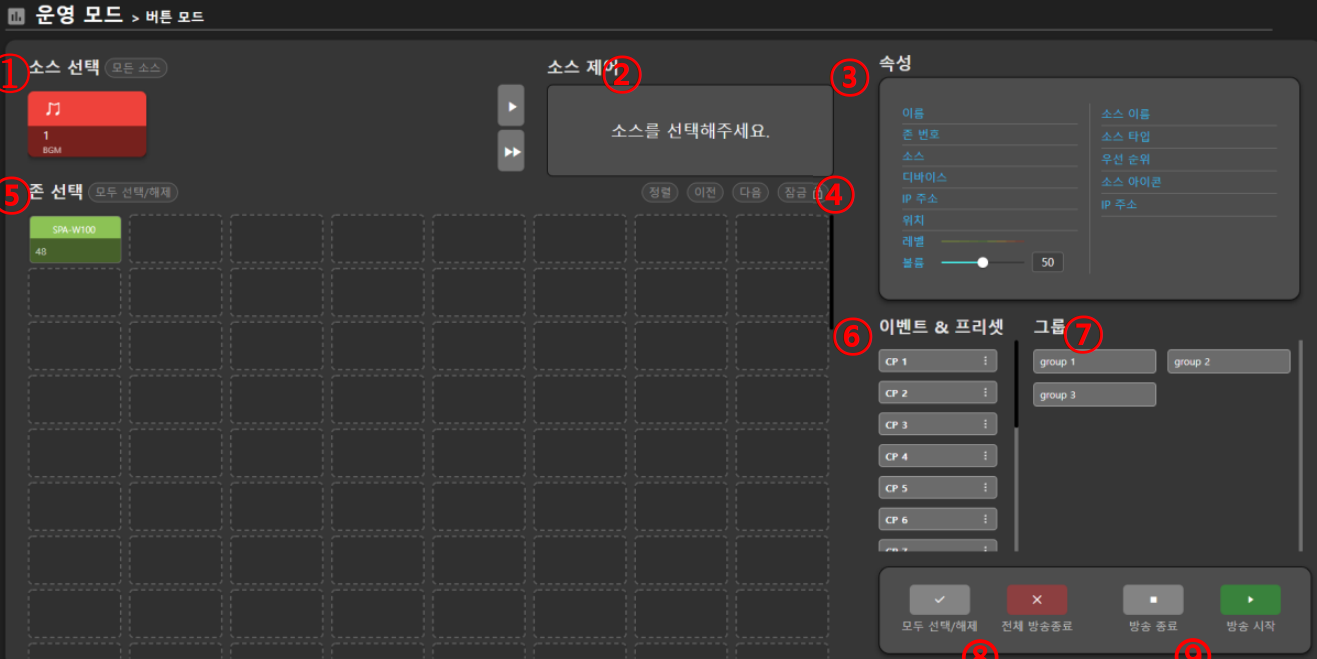 운영 모드 > 버튼 모드
① 소스 선택 모든 소스
1
BGM
소스 제어 ②
소스를 선택해주세요.
③ 속성
이름
존 번호
소스
디바이스
IP 주소
위치
레벨
볼륨 50
소스 이름
소스 타입
우선 순위
소스 아이콘
IP 주소
⑤ 존 선택 모두 선택/해제
정렬 이전 다음 잠금 ④
SPA-W100
48
⑥ 이벤트 & 프리셋
CP 1
CP 2
CP 3
CP 4
CP 5
CP 6
CP 7
그룹 ⑦
group 1 group 2
group 3
모두 선택/해제 전체 방송종료 방송 종료 방송 시작
⑧ ⑨